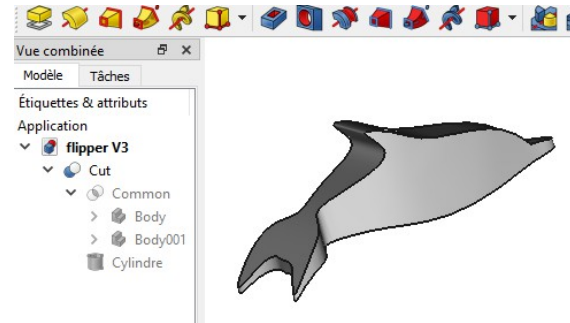 Vue combinée
Modèle Tâches
Étiquettes & attributs
Application
flipper V3
Cut
Common
Body
Body001
Cylindre